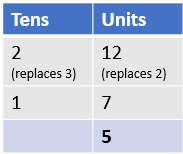 Tens Units
2 12
(replaces 3) (replaces 2)
1 7
5